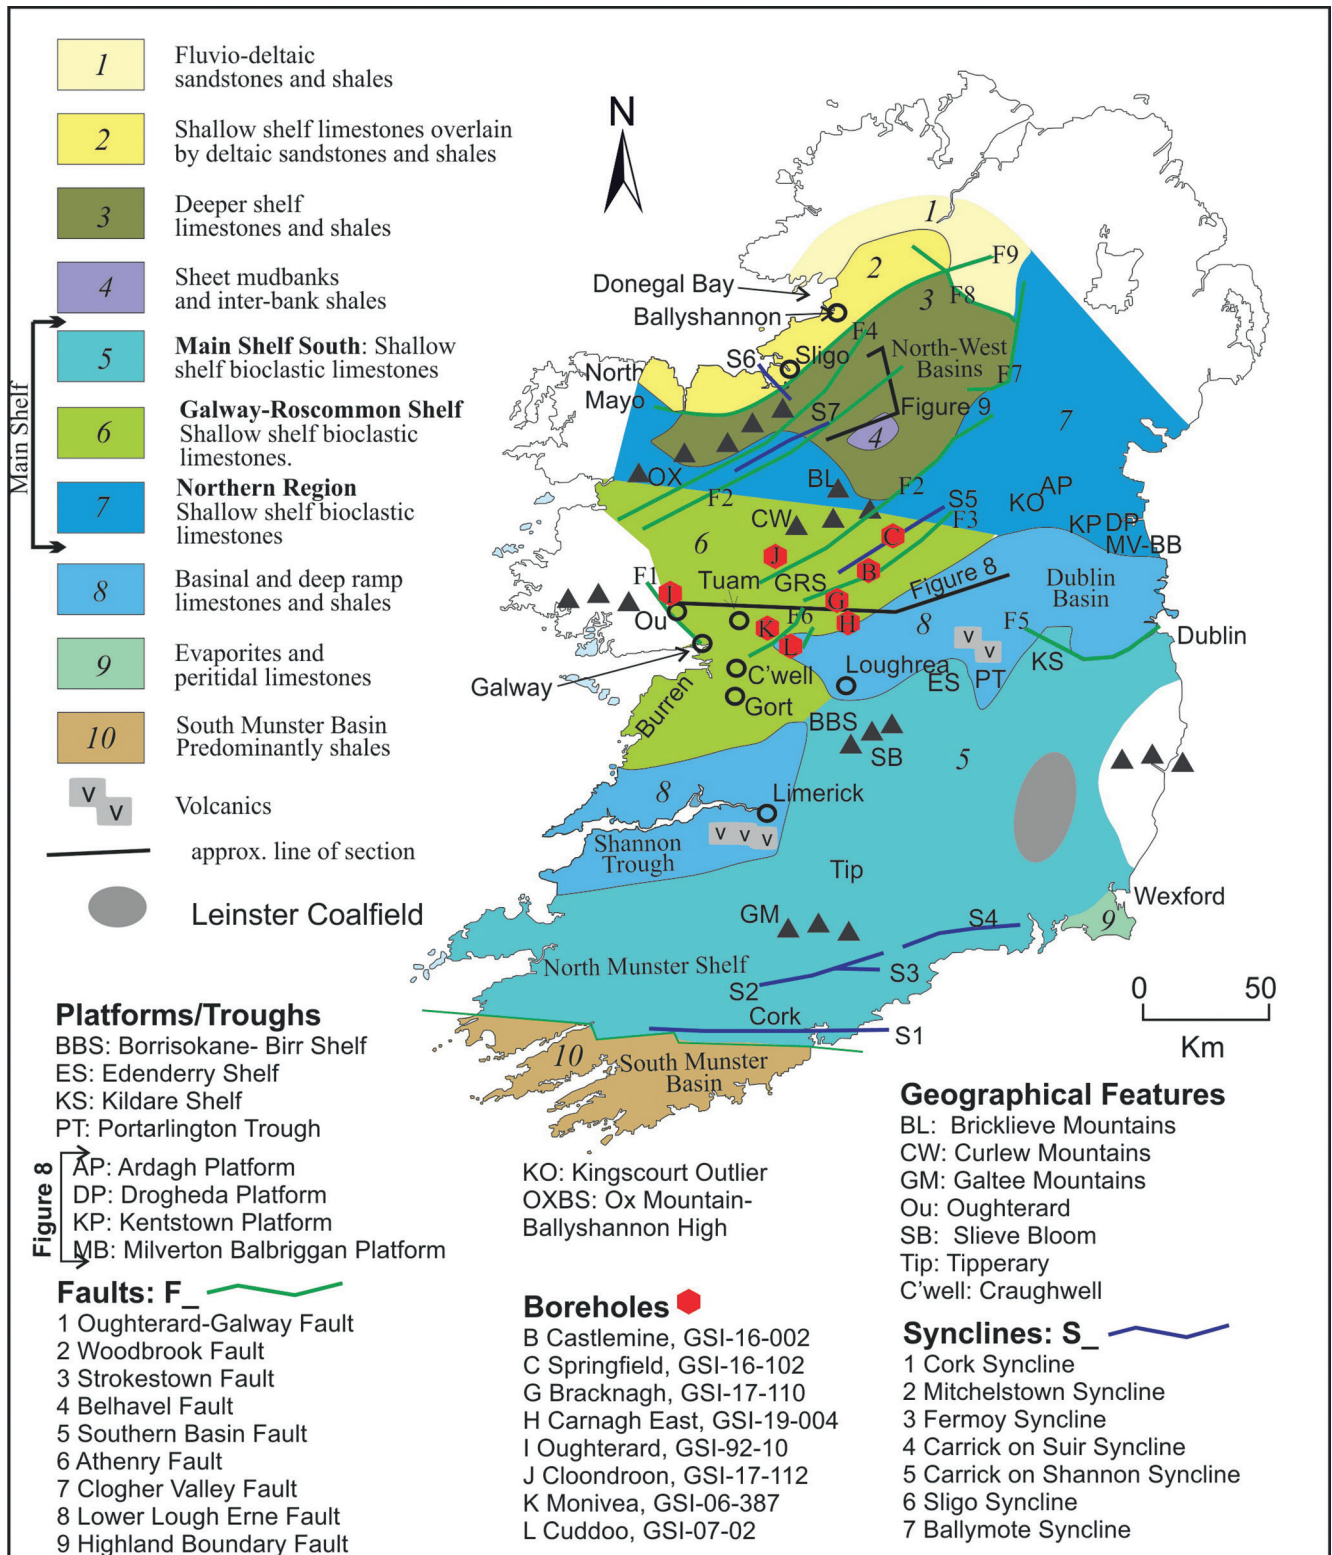 1
Fluvio-deltaic
sandstones and shales
2
Shallow shelf limestones overlain
by deltaic sandstones and shales
3
Deeper shelf
limestones and shales
4
Sheet mudbanks
and inter-bank shales
Main Shelf
5
Main Shelf South: Shallow
shelf bioclastic limestones
6
Galway-Roscommon Shelf
Shallow shelf bioclastic
limestones.
7
Northern Region
Shallow shelf bioclastic
limestones
8
Basinal and deep ramp
limestones and shales
9
Evaporites and
peritidal limestones
10
South Munster Basin
Predominantly shales
v
v
Volcanics
approx. line of section
Leinster Coalfield
N
1
2
F9
Donegal Bay
3
F8
Ballyshannon
F4
S6
Sligo
North-West
Basins
North
Mayo
F7
S7
Figure 9
7
4
OX
BL
F2
F2
S5
KO
AP
CW
F3
KP
DP
MV-BB
6
C
J
F1
Tuam
GRS
B
Figure 8
Dublin
Basin
I
G
Ou
F6
H
8
v
v
F5
K
L
Dublin
KS
Galway
C'well
Loughrea
ES
PT
Burren
Gort
BBS
SB
5
8
Limerick
Shannon
Trough
v v v
Tip
Wexford
GM
S4
9
North Munster Shelf
S3
S2
Cork
S1
10
South Munster
Basin
0 50
Km
Platforms/Troughs
BBS: Borrisokane- Birr Shelf
ES: Edenderry Shelf
KS: Kildare Shelf
PT: Portarlington Trough
Figure 8
AP: Ardagh Platform
DP: Drogheda Platform
KP: Kentstown Platform
MB: Milverton Balbriggan Platform
Faults: F_
1 Oughterard-Galway Fault
2 Woodbrook Fault
3 Strokestown Fault
4 Belhavel Fault
5 Southern Basin Fault
6 Athenry Fault
7 Clogher Valley Fault
8 Lower Lough Erne Fault
9 Highland Boundary Fault
KO: Kingscourt Outlier
OXBS: Ox Mountain-
Ballyshannon High
Boreholes
B Castlemine, GSI-16-002
C Springfield, GSI-16-102
G Bracknagh, GSI-17-110
H Carnagh East, GSI-19-004
I Oughterard, GSI-92-10
J Cloondroon, GSI-17-112
K Monivea, GSI-06-387
L Cuddoo, GSI-07-02
Geographical Features
BL: Bricklieve Mountains
CW: Curlew Mountains
GM: Galtee Mountains
Ou: Oughterard
SB: Slieve Bloom
Tip: Tipperary
C'well: Craughwell
Synclines: S_
1 Cork Syncline
2 Mitchelstown Syncline
3 Fermoy Syncline
4 Carrick on Suir Syncline
5 Carrick on Shannon Syncline
6 Sligo Syncline
7 Ballymote Syncline